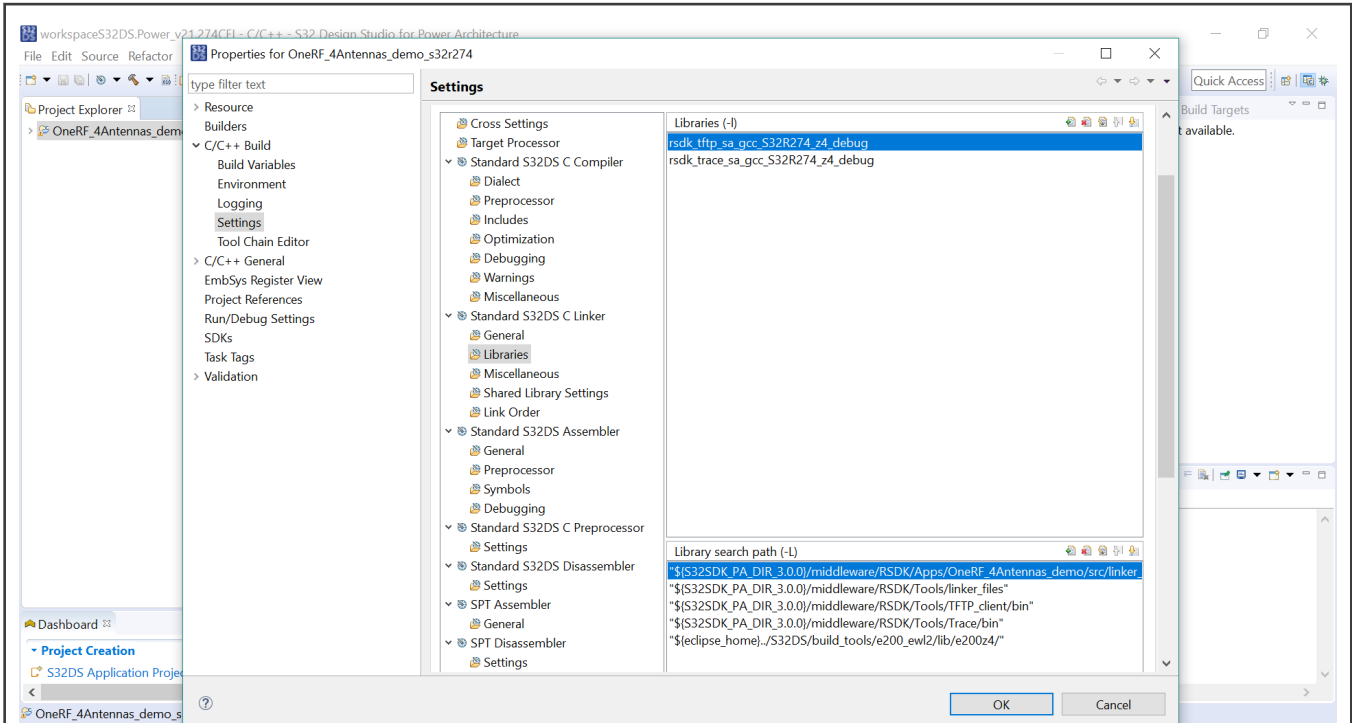 workspaceS32DS.Power_v21.274CFL - C/C++ - S32 Design Studio for Power Architecture
File Edit Source Refactor
Properties for OneRF_4Antennas_demo_s32r274
type filter text
Settings
Quick Access
Project Explorer
OneRF_4Antennas_dem
Build Targets
t available.
Resource
Builders
C/C++ Build
Build Variables
Environment
Logging
Settings
Tool Chain Editor
C/C++ General
EmbSys Register View
Project References
Run/Debug Settings
SDKs
Task Tags
Validation
Cross Settings
Target Processor
Standard S32DS C Compiler
Dialect
Preprocessor
Includes
Optimization
Debugging
Warnings
Miscellaneous
Standard S32DS C Linker
General
Libraries
Miscellaneous
Shared Library Settings
Link Order
Standard S32DS Assembler
General
Preprocessor
Symbols
Debugging
Standard S32DS C Preprocessor
Settings
Standard S32DS Disassembler
Settings
SPT Assembler
General
SPT Disassembler
Settings
Libraries (-l)
rsdk_tftp_sa_gcc_S32R274_z4_debug
rsdk_trace_sa_gcc_S32R274_z4_debug
Library search path (-L)
"${S32SDK_PA_DIR_3.0.0}/middleware/RSDK/Apps/OneRF_4Antennas_demo/src/linker_
"${S32SDK_PA_DIR_3.0.0}/middleware/RSDK/Tools/linker_files"
"${S32SDK_PA_DIR_3.0.0}/middleware/RSDK/Tools/TFTP_client/bin"
"${S32SDK_PA_DIR_3.0.0}/middleware/RSDK/Tools/Trace/bin"
"${eclipse_home}../S32DS/build_tools/e200_ewl2/lib/e200z4/"
Dashboard
Project Creation
S32DS Application Projec
OK
Cancel
OneRF_4Antennas_demo_s